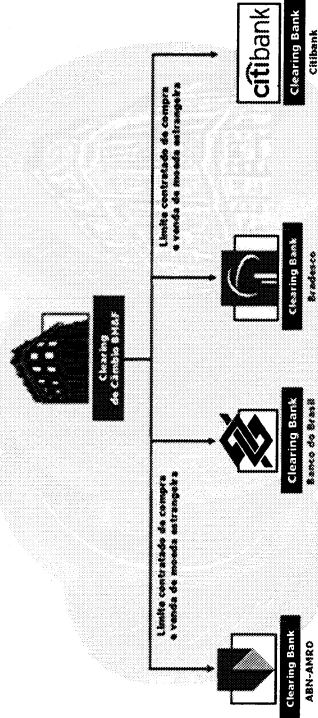 Clearing
de Câmbio BM&F
Limite contratado de compra
e venda de moeda estrangeira
Limite contratado de compra
e venda de moeda estrangeira
Clearing Bank
ABN-AMRO
Clearing Bank
Banco do Brasil
Clearing Bank
Bradesco
citibank
Clearing Bank
Citibank